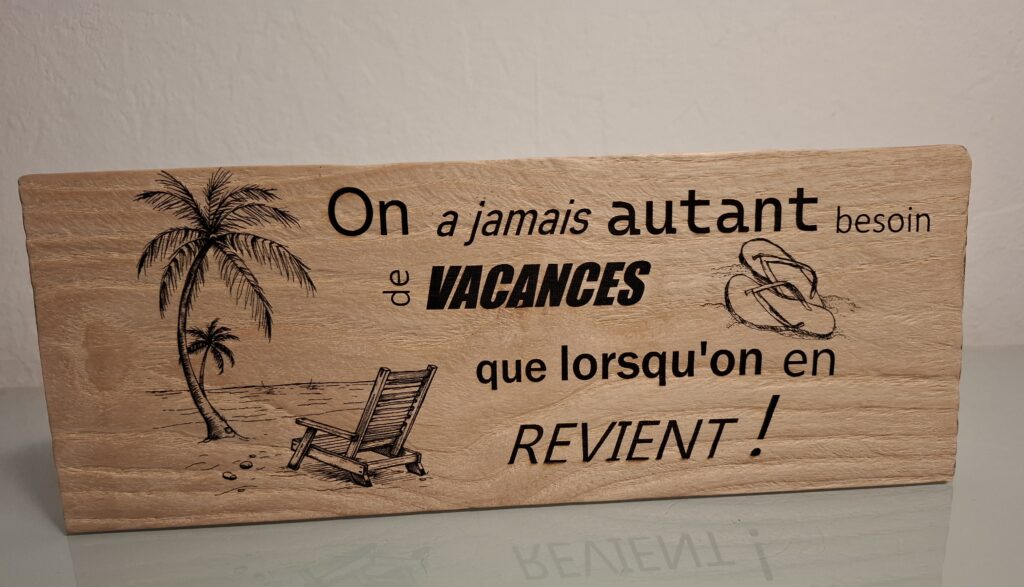 On a jamais autant besoin
de VACANCES
que lorsqu'on en
REVIENT !